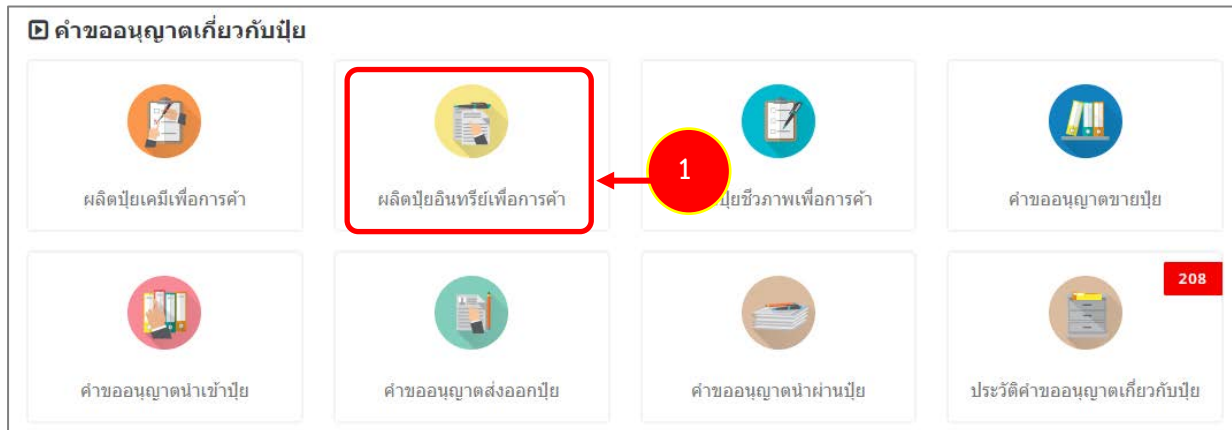 คำขออนุญาตเกี่ยวกับปุ๋ย
ผลิตปุ๋ยเคมีเพื่อการค้า
ผลิตปุ๋ยอินทรีย์เพื่อการค้า
1
ปุ๋ยชีวภาพเพื่อการค้า
คำขออนุญาตขายปุ๋ย
208
คำขออนุญาตนำเข้าปุ๋ย
คำขออนุญาตส่งออกปุ๋ย
คำขออนุญาตนำผ่านปุ๋ย
ประวัติคำขออนุญาตเกี่ยวกับปุ๋ย